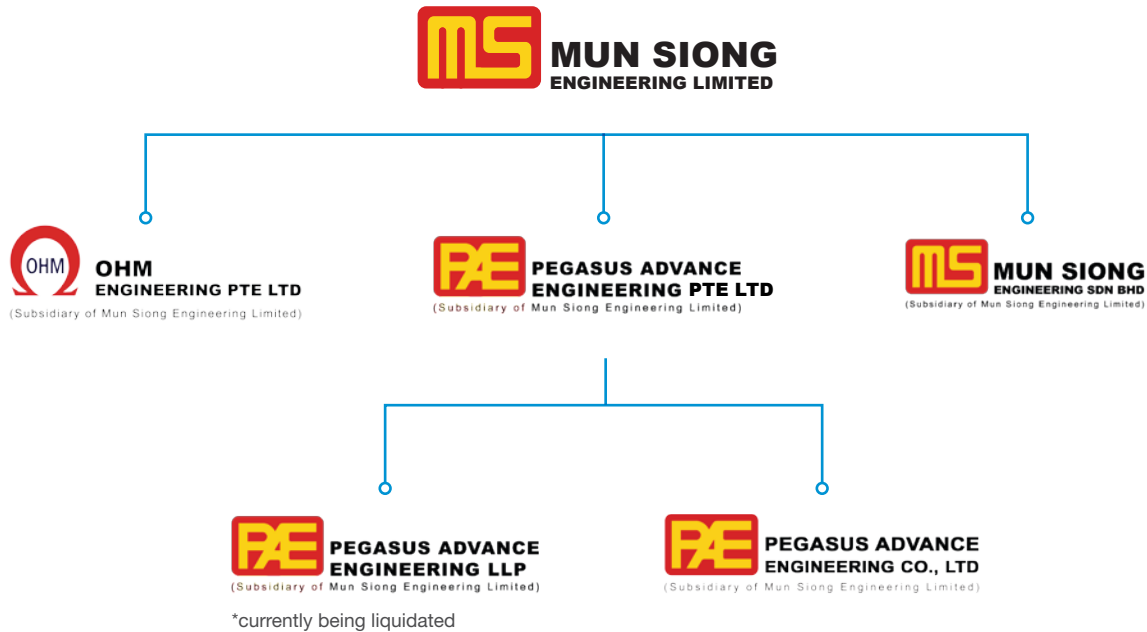 MS MUN SIONG
ENGINEERING LIMITED
OHM OHM
ENGINEERING PTE LTD
(Subsidiary of Mun Siong Engineering Limited)
PAE PEGASUS ADVANCE
ENGINEERING PTE LTD
(Subsidiary of Mun Siong Engineering Limited)
MS MUN SIONG
ENGINEERING SDN BHD
(Subsidiary of Mun Siong Engineering Limited)
PAE PEGASUS ADVANCE
ENGINEERING LLP
(Subsidiary of Mun Siong Engineering Limited)
*currently being liquidated
PAE PEGASUS ADVANCE
ENGINEERING CO., LTD
(Subsidiary of Mun Siong Engineering Limited)